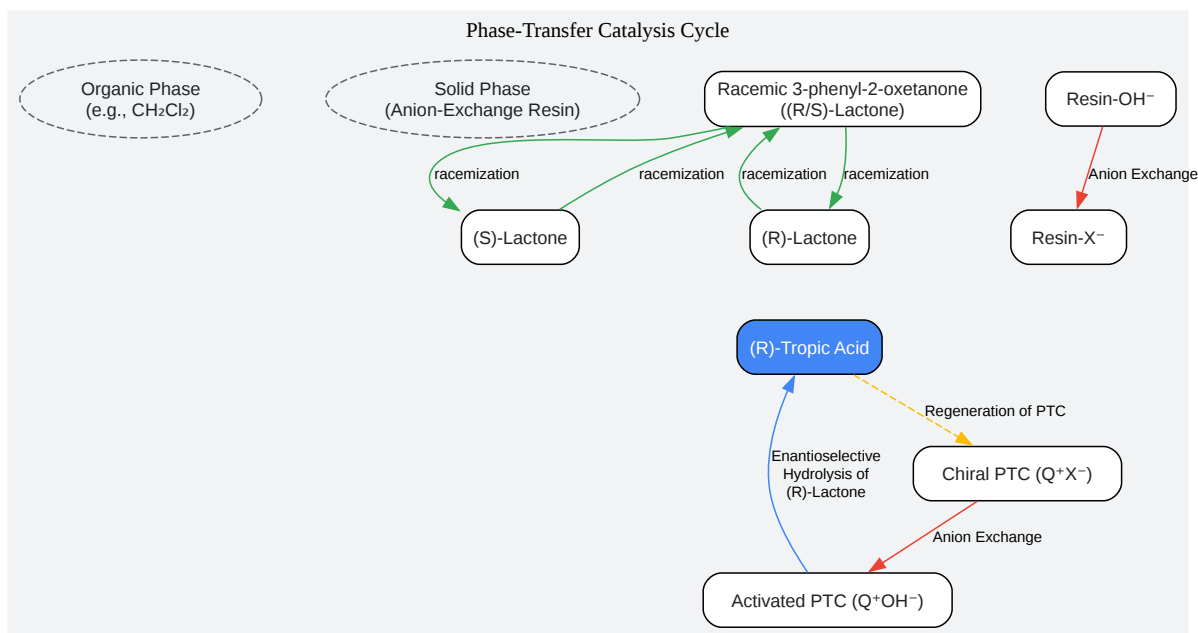 Phase-Transfer Catalysis Cycle
Organic Phase
(e.g., CH₂Cl₂)
Solid Phase
(Anion-Exchange Resin)
Racemic 3-phenyl-2-oxetanone
((R/S)-Lactone)
Resin-OH⁻
racemization
racemization
racemization
racemization
Anion Exchange
(S)-Lactone
(R)-Lactone
Resin-X⁻
(R)-Tropic Acid
Regeneration of PTC
Enantioselective
Hydrolysis of
(R)-Lactone
Chiral PTC (Q⁺X⁻)
Anion Exchange
Activated PTC (Q⁺OH⁻)